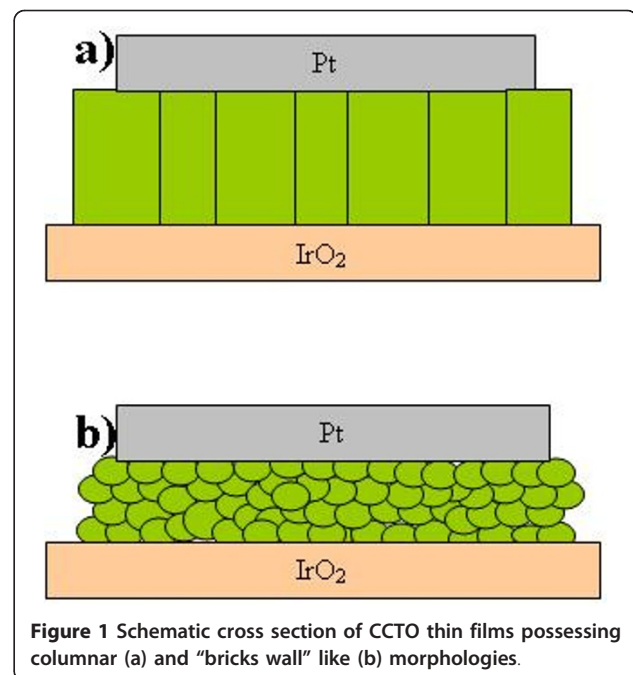 a)
Pt
IrO₂
b)
Pt
IrO₂
Figure 1 Schematic cross section of CCTO thin films possessing
columnar (a) and “bricks wall” like (b) morphologies.